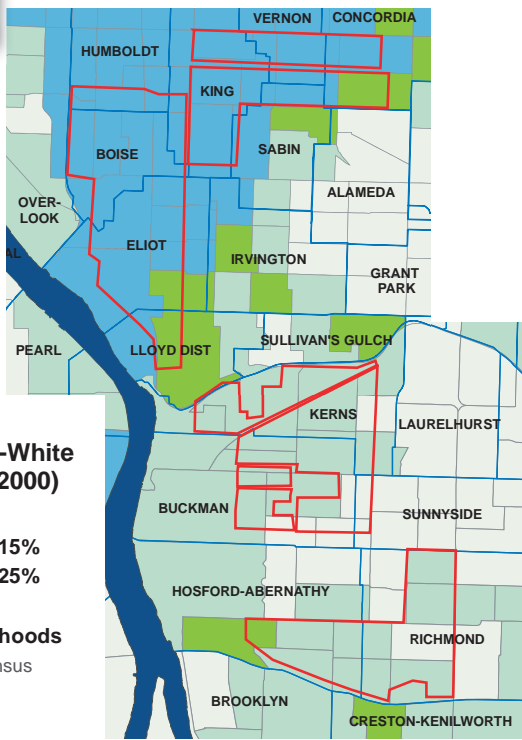 VERNON
CONCORDIA
HUMBOLDT
KING
BOISE
SABIN
ALAMEDA
OVER-
LOOK
ELIOT
AL
IRVINGTON
GRANT
PARK
PEARL
LLOYD DIST
SULLIVAN'S GULCH
KERNS
LAURELHURST
-White
2000)
BUCKMAN
SUNNYSIDE
15%
25%
HOSFORD-ABERNATHY
hoods
RICHMOND
nsus
BROOKLYN
CRESTON-KENILWORTH